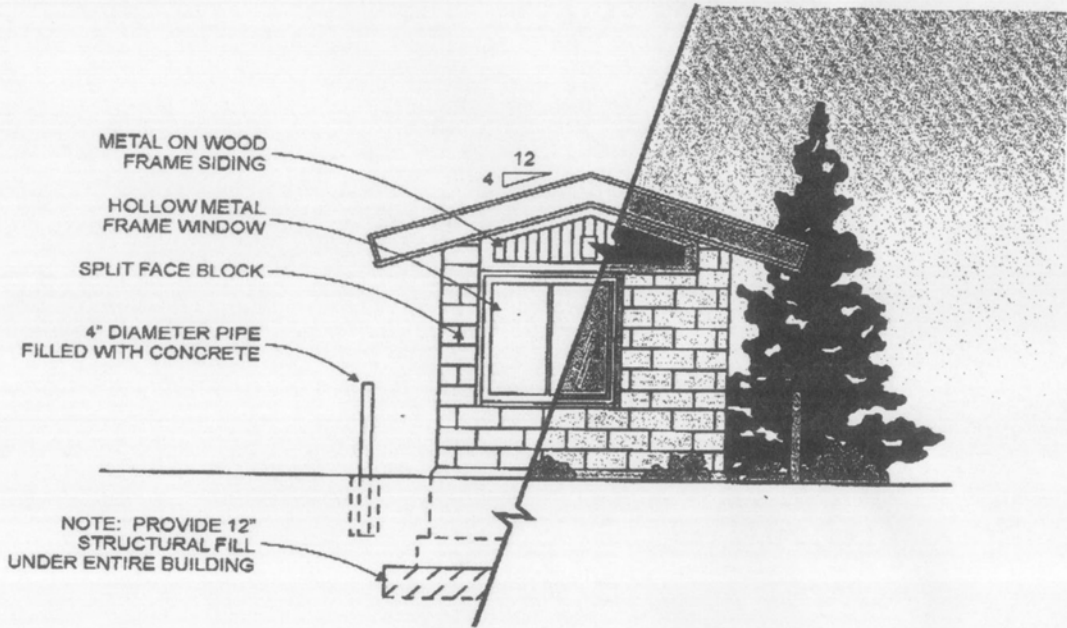 METAL ON WOOD
FRAME SIDING
12
4
HOLLOW METAL
FRAME WINDOW
SPLIT FACE BLOCK
4" DIAMETER PIPE
FILLED WITH CONCRETE
NOTE: PROVIDE 12"
STRUCTURAL FILL
UNDER ENTIRE BUILDING